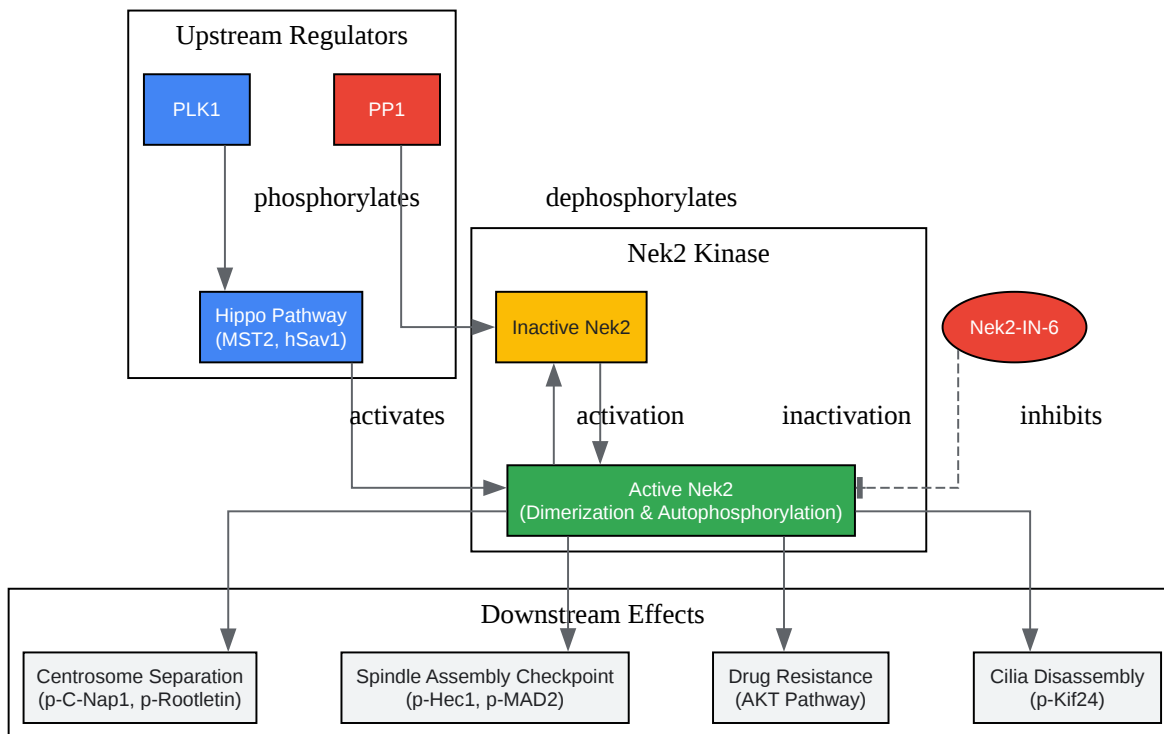 Upstream Regulators
PLK1
PP1
phosphorylates
dephosphorylates
Nek2 Kinase
Hippo Pathway
(MST2, hSav1)
Inactive Nek2
Nek2-IN-6
activates
activation
inactivation
inhibits
Active Nek2
(Dimerization & Autophosphorylation)
Downstream Effects
Centrosome Separation
(p-C-Nap1, p-Rootletin)
Spindle Assembly Checkpoint
(p-Hec1, p-MAD2)
Drug Resistance
(AKT Pathway)
Cilia Disassembly
(p-Kif24)